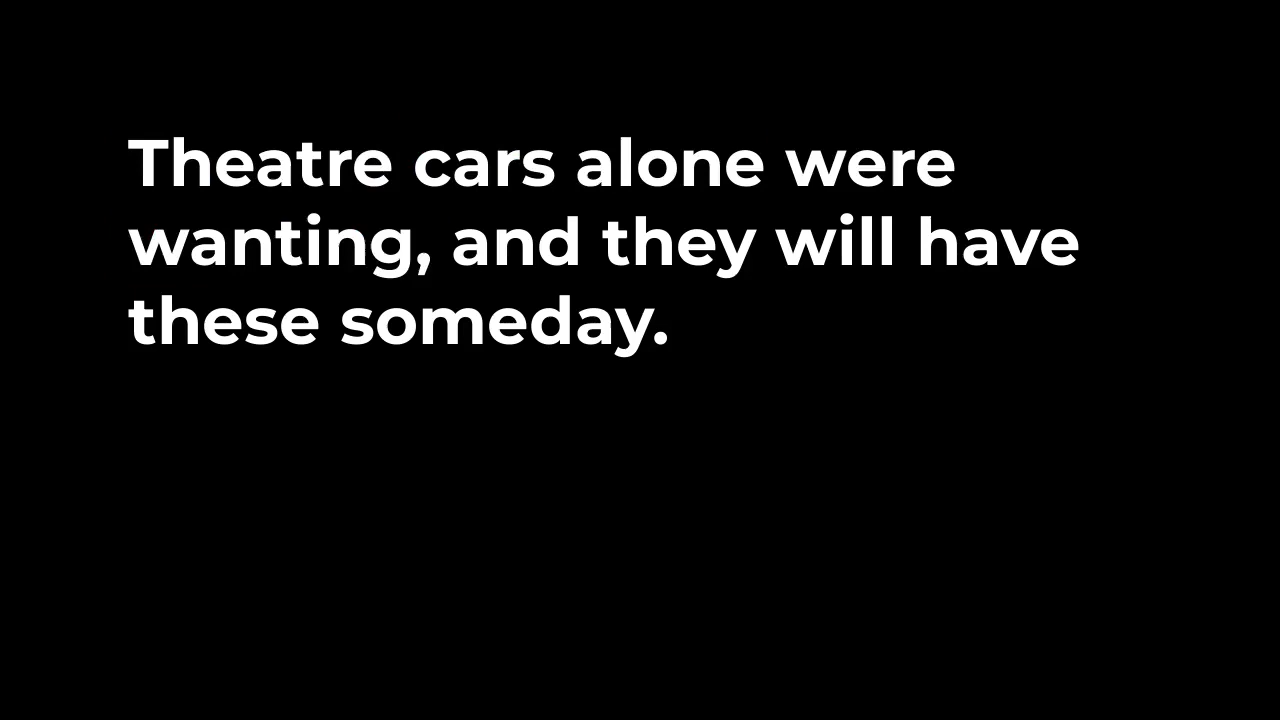 Theatre cars alone were
wanting, and they will have
these someday.